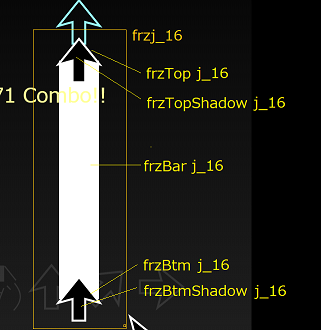 frzj_16
frzTop j_16
71 Combo!!
frzTopShadow j_16
frzBar j_16
frzBtm j_16
frzBtmShadow j_16